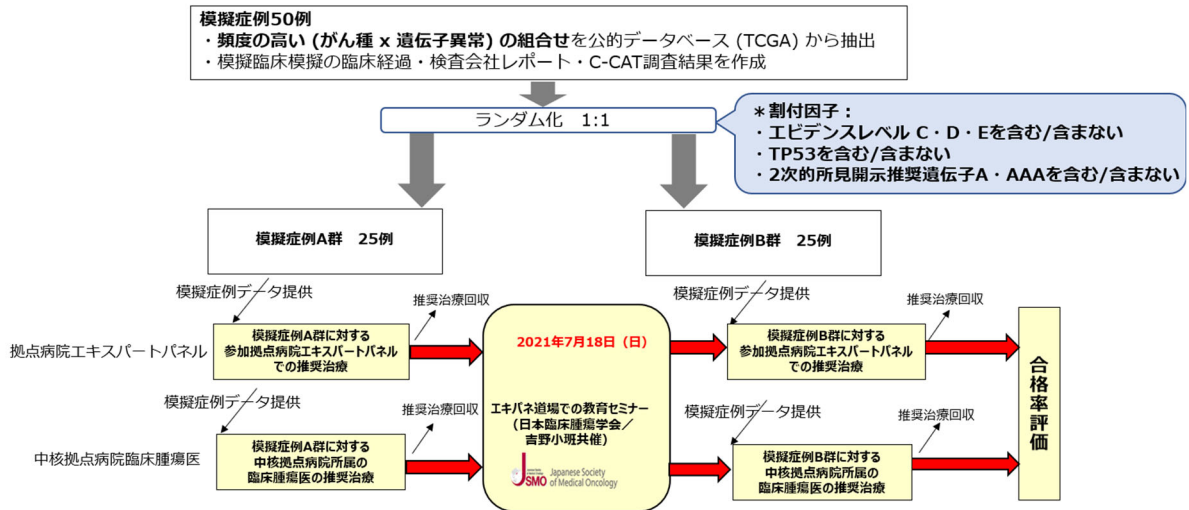 模擬症例50例
・頻度の高い (がん種 x 遺伝子異常) の組合せを公的データベース (TCGA) から抽出
・模擬臨床模擬の臨床経過・検査会社レポート・C-CAT調査結果を作成
ランダム化 1:1
＊割付因子：
・エビデンスレベル C・D・Eを含む/含まない
・TP53を含む/含まない
・2次的所見開示推奨遺伝子A・AAAを含む/含まない
模擬症例A群 25例
模擬症例B群 25例
模擬症例データ提供
推奨治療回収
模擬症例データ提供
推奨治療回収
拠点病院エキスパートパネル
模擬症例A群に対する
参加拠点病院エキスパートパネル
での推奨治療
2021年7月18日（日）
模擬症例B群に対する
参加拠点病院エキスパートパネル
での推奨治療
合格率評価
模擬症例データ提供
推奨治療回収
エキパネ道場での教育セミナー
(日本臨床腫瘍学会／
吉野小班共催)
模擬症例データ提供
推奨治療回収
中核拠点病院臨床腫瘍医
模擬症例A群に対する
中核拠点病院所属の
臨床腫瘍医の推奨治療
JSMO
Japanese Society
of Medical Oncology
模擬症例B群に対する
中核拠点病院所属の
臨床腫瘍医の推奨治療